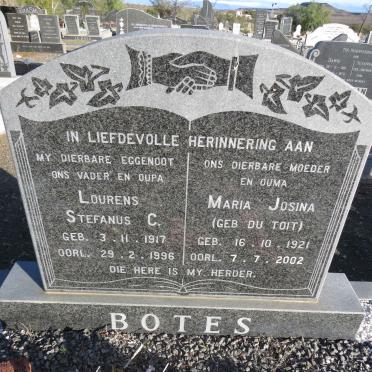 IN LIEFDEVOLLE HERINNERING AAN
MY DIERBARE EGGENOOT
ONS VADER EN OUPA
LOURENS
STEFANUS C.
GEB. 3 · 11 · 1917
OORL. 29 · 2 · 1996
ONS DIERBARE MOEDER
EN OUMA
MARIA JOSINA
(GEB DU TOIT)
GEB. 16 · 10 · 1921
OORL. 7 · 7 · 2002
DIE HERE IS MY HERDER.
BOTES